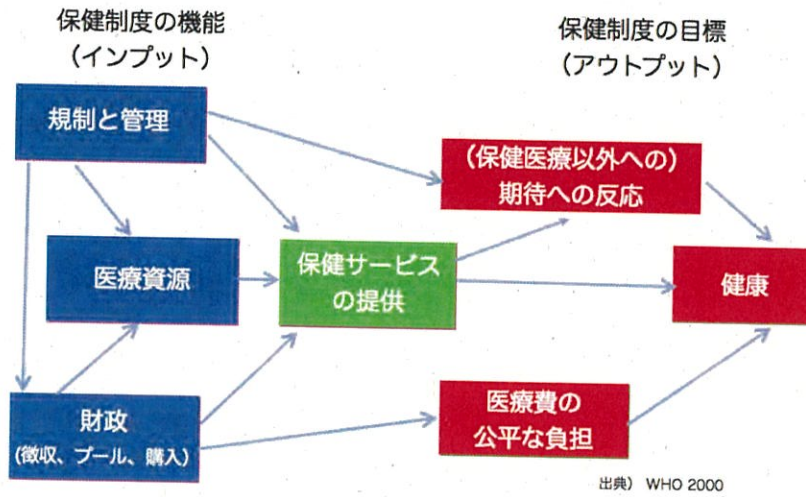 保健制度の機能
（インプット）
保健制度の目標
（アウトプット）
規制と管理
（保健医療以外への）
期待への反応
医療資源
保健サービス
の提供
健康
財政
(徴収、プール、購入)
医療費の
公平な負担
出典） WHO 2000